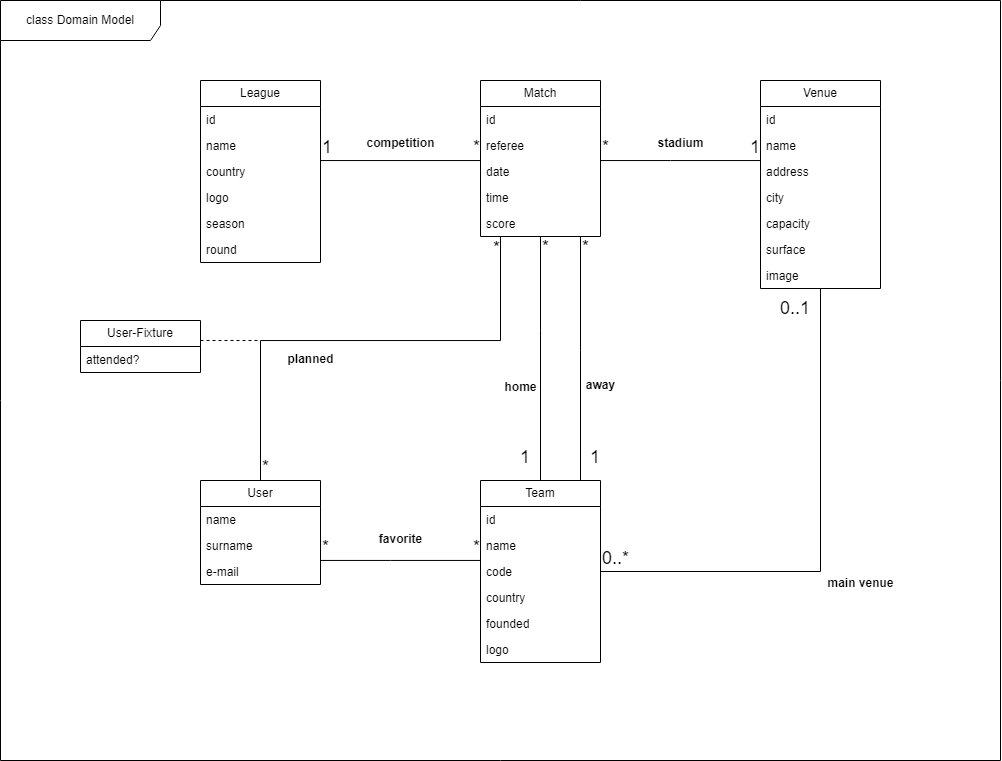 class Domain Model
League
id
name
country
logo
season
round
1
competition
*
Match
id
referee
date
time
score
*
stadium
1
Venue
id
name
address
city
capacity
surface
image
0..1
*
*
*
User-Fixture
attended?
planned
home
away
*
1
1
User
name
surname
e-mail
*
favorite
*
Team
id
name
code
country
founded
logo
0..*
main venue